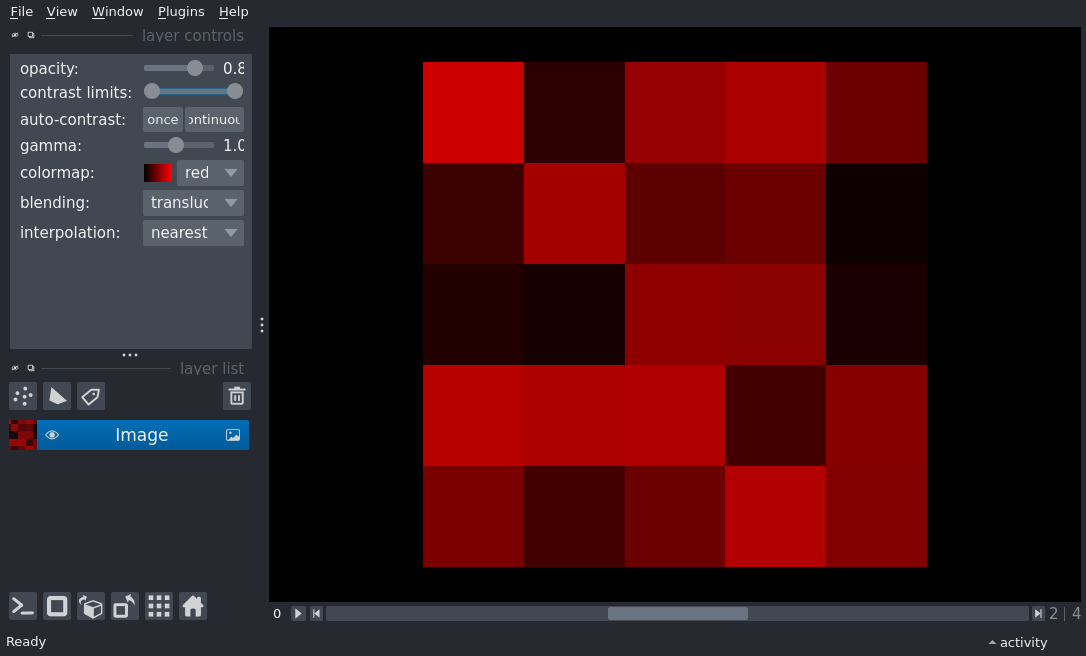 File View Window Plugins Help
layer controls
opacity: 0.8
contrast limits:
auto-contrast: once ontinuou
gamma: 1.0
colormap: red
blending: transluc
interpolation: nearest
layer list
Image
0 2 | 4
Ready activity